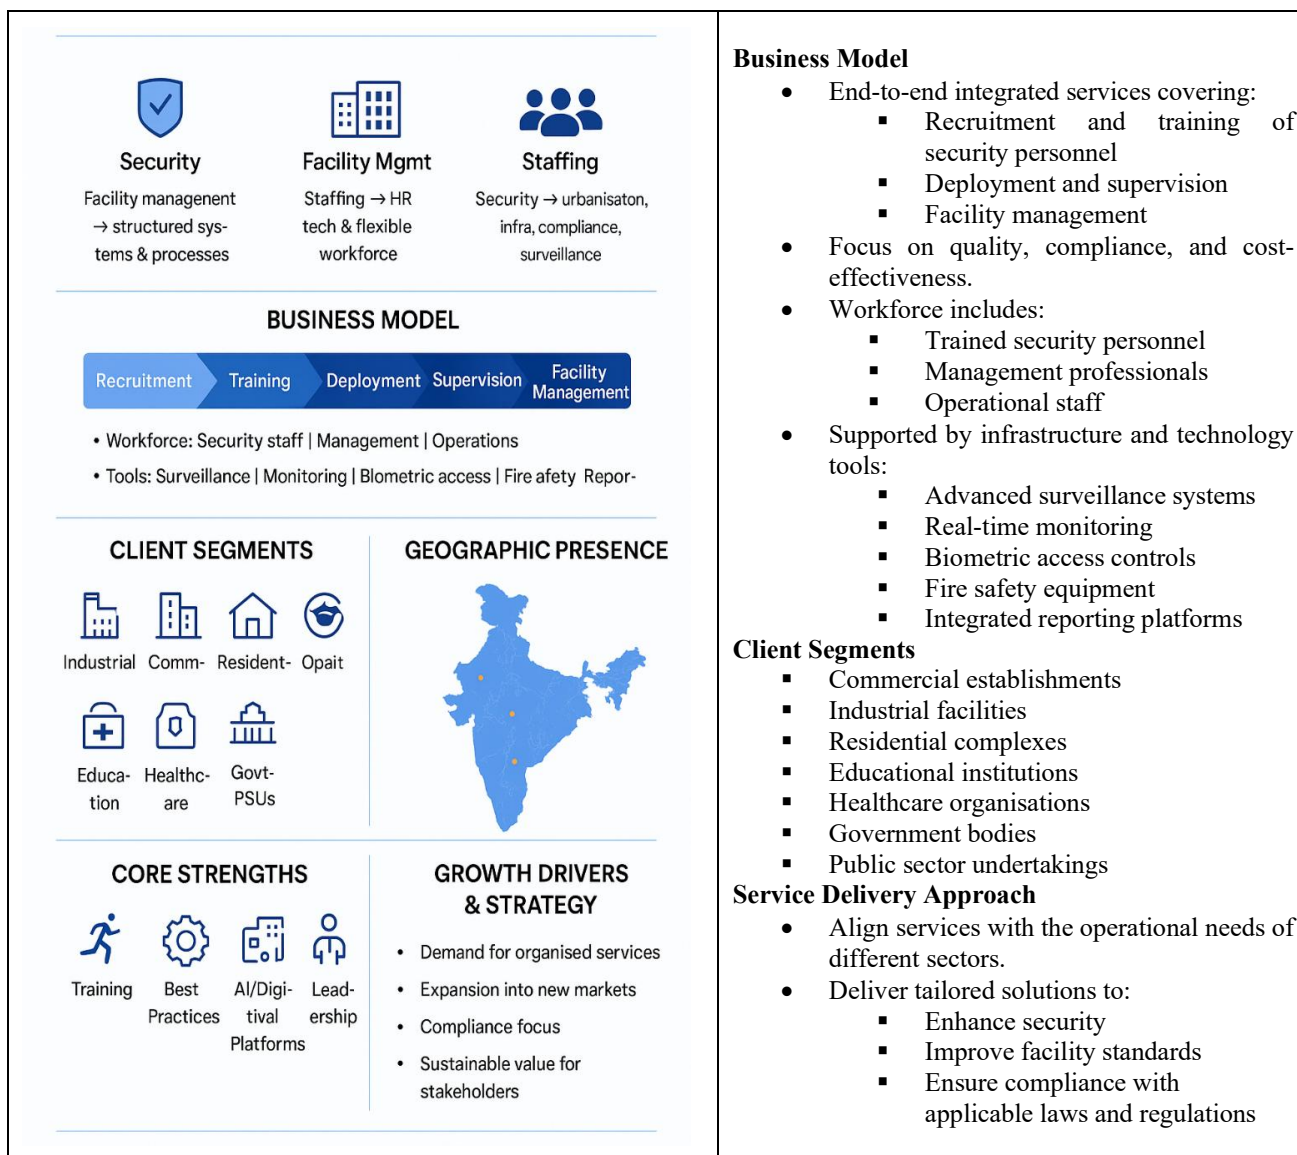 Security
Facility managenent
→ structured sys-
tems & processes
Facility Mgmt
Staffing → HR
tech & flexible
workforce
Staffing
Security → urbanisaton,
infra, compliance,
surveillance
BUSINESS MODEL
Recruitment
Training
Deployment
Supervision
Facility
Management
• Workforce: Security staff | Management | Operations
• Tools: Surveillance | Monitoring | Blometric access | Fire afety Repor-
CLIENT SEGMENTS
Industrial
Comm-
Resident-
Opait
Educa-
tion
Healthc-
are
Govt-
PSUs
GEOGRAPHIC PRESENCE
CORE STRENGTHS
Training
Best
Practices
AI/Digi-
tival
Platforms
Lead-
ership
GROWTH DRIVERS
& STRATEGY
• Demand for organised services
• Expansion into new markets
• Compliance focus
• Sustainable value for
stakeholders
Business Model
• End-to-end integrated services covering:
▪ Recruitment and training of
security personnel
▪ Deployment and supervision
▪ Facility management
• Focus on quality, compliance, and cost-
effectiveness.
• Workforce includes:
▪ Trained security personnel
▪ Management professionals
▪ Operational staff
• Supported by infrastructure and technology
tools:
▪ Advanced surveillance systems
▪ Real-time monitoring
▪ Biometric access controls
▪ Fire safety equipment
▪ Integrated reporting platforms
Client Segments
▪ Commercial establishments
▪ Industrial facilities
▪ Residential complexes
▪ Educational institutions
▪ Healthcare organisations
▪ Government bodies
▪ Public sector undertakings
Service Delivery Approach
• Align services with the operational needs of
different sectors.
• Deliver tailored solutions to:
▪ Enhance security
▪ Improve facility standards
▪ Ensure compliance with
applicable laws and regulations